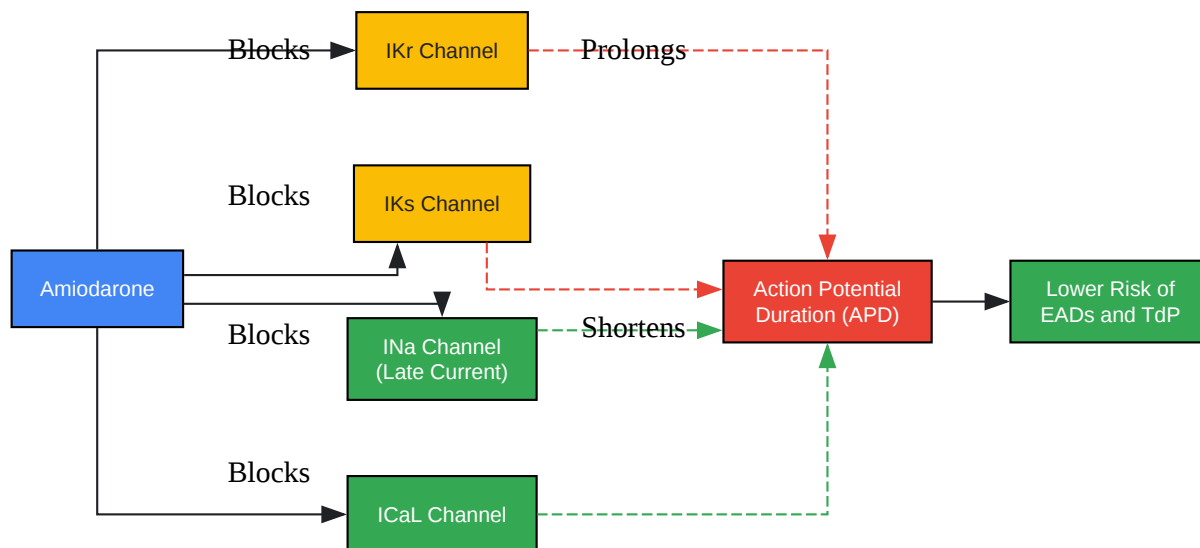 Blocks
IKr Channel
Prolongs
Blocks
IKs Channel
Amiodarone
Action Potential
Duration (APD)
Lower Risk of
EADs and TdP
Blocks
INa Channel
(Late Current)
Shortens
Blocks
ICaL Channel